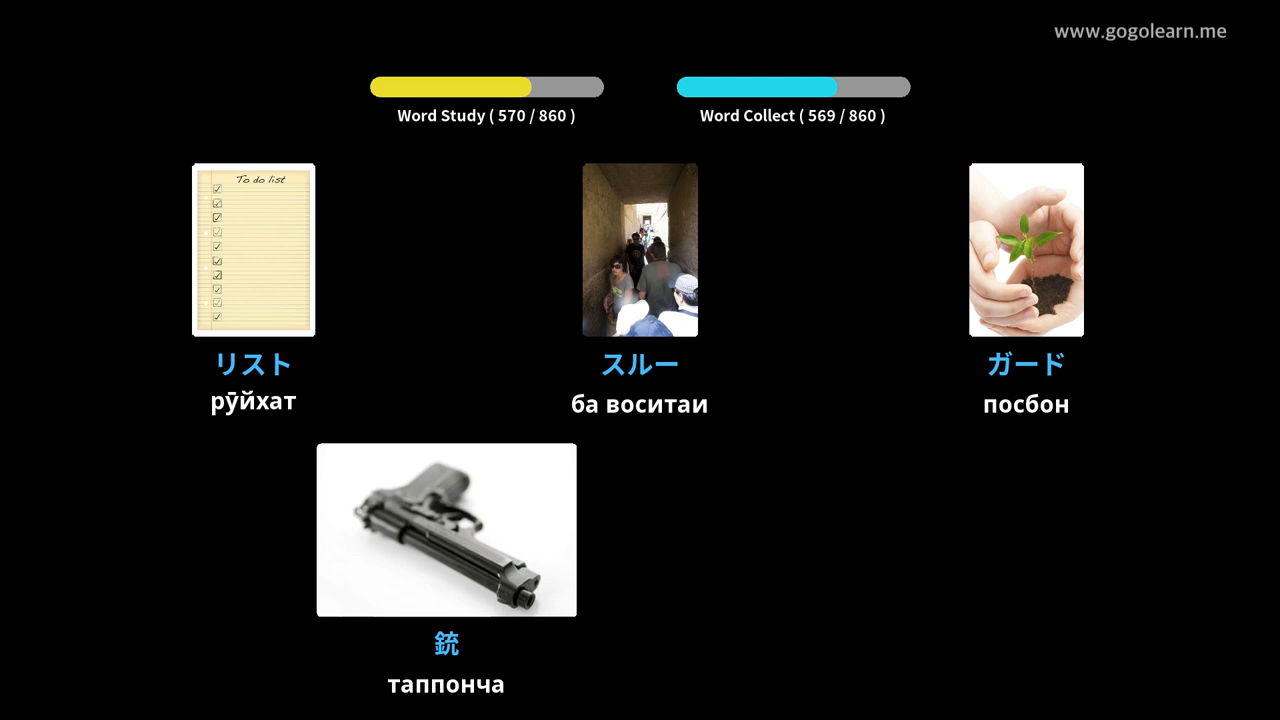 www.gogolearn.me
Word Study ( 570 / 860 )
Word Collect ( 569 / 860 )
To do list
リスト
スルー
ガード
рӯйхат
ба воситаи
посбон
銃
таппонча